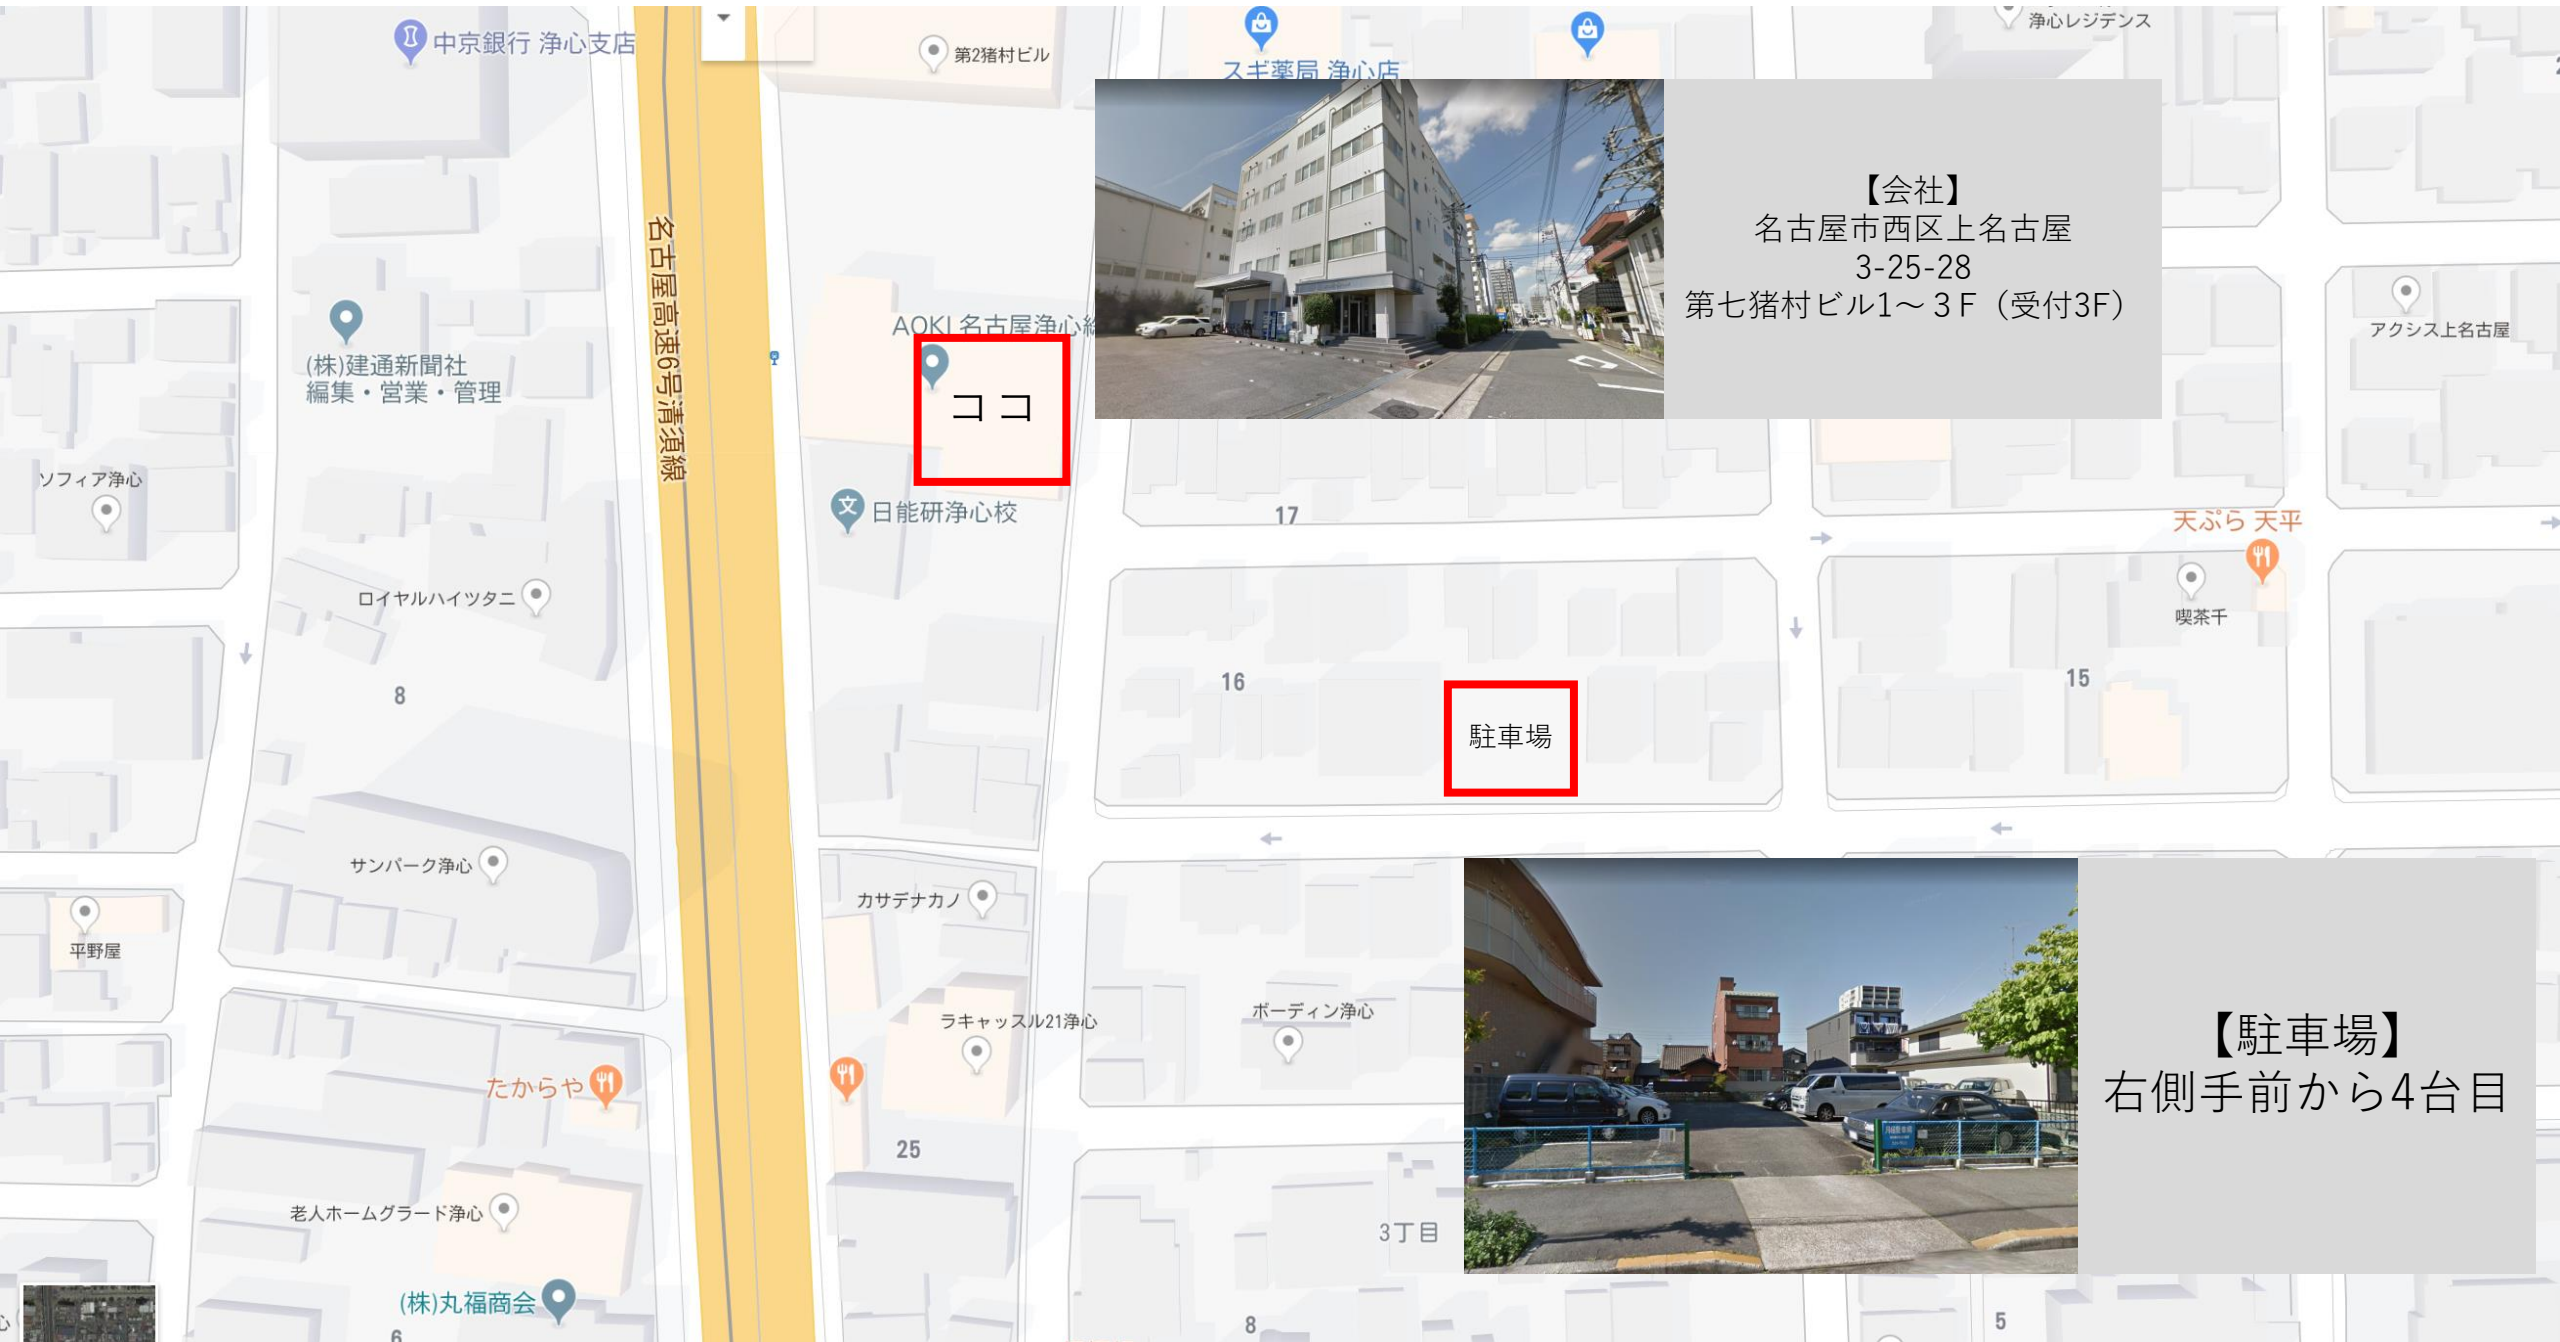 中京銀行 浄心支店
第2猪村ビル
スギ薬局 浄心店
浄心レジデンス
【会社】
名古屋市西区上名古屋
3-25-28
第七猪村ビル1～３F（受付3F）
名古屋高速6号清須線
AOKI 名古屋浄心総
ココ
(株)建通新聞社
編集・営業・管理
アクシス上名古屋
ソフィア浄心
日能研浄心校
17
天ぷら 天平
喫茶千
ロイヤルハイツタニ
8
16
15
駐車場
サンパーク浄心
カサデナカノ
平野屋
ラキャッスル21浄心
ボーディン浄心
【駐車場】
右側手前から4台目
たからや
25
老人ホームグラード浄心
3丁目
(株)丸福商会
6
8
5